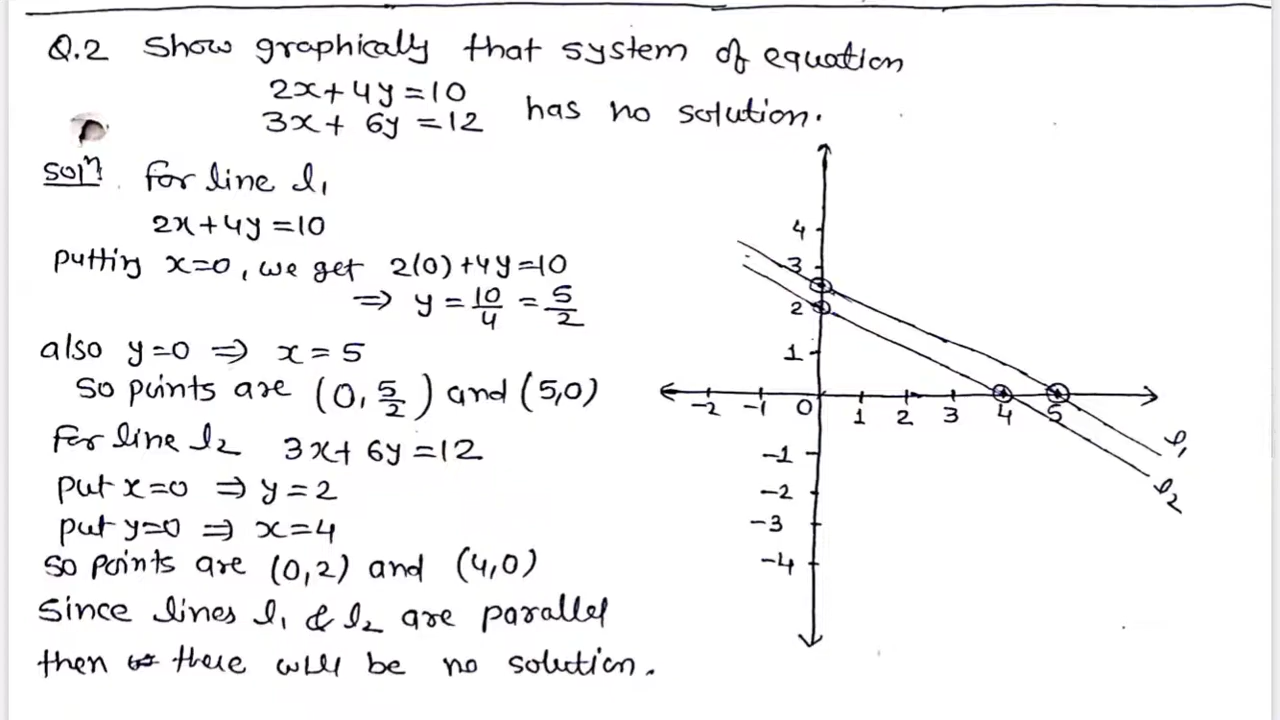 Q.2 Show graphically that system of equation
2x+4y=10
3x+6y=12 has no solution.
Solⁿ. for line l₁
2x+4y=10
putting x=0, we get 2(0)+4y=10
⇒ y=10/4=5/2
also y=0 ⇒ x=5
So points are (0,5/2) and (5,0)
For line l₂ 3x+6y=12
put x=0 ⇒ y=2
put y=0 ⇒ x=4
So points are (0,2) and (4,0)
Since lines l₁ & l₂ are parallel
then there will be no solution.
4
3
2
1
-2 -1 0 1 2 3 4 5
-1
-2
-3
-4
l₁
l₂